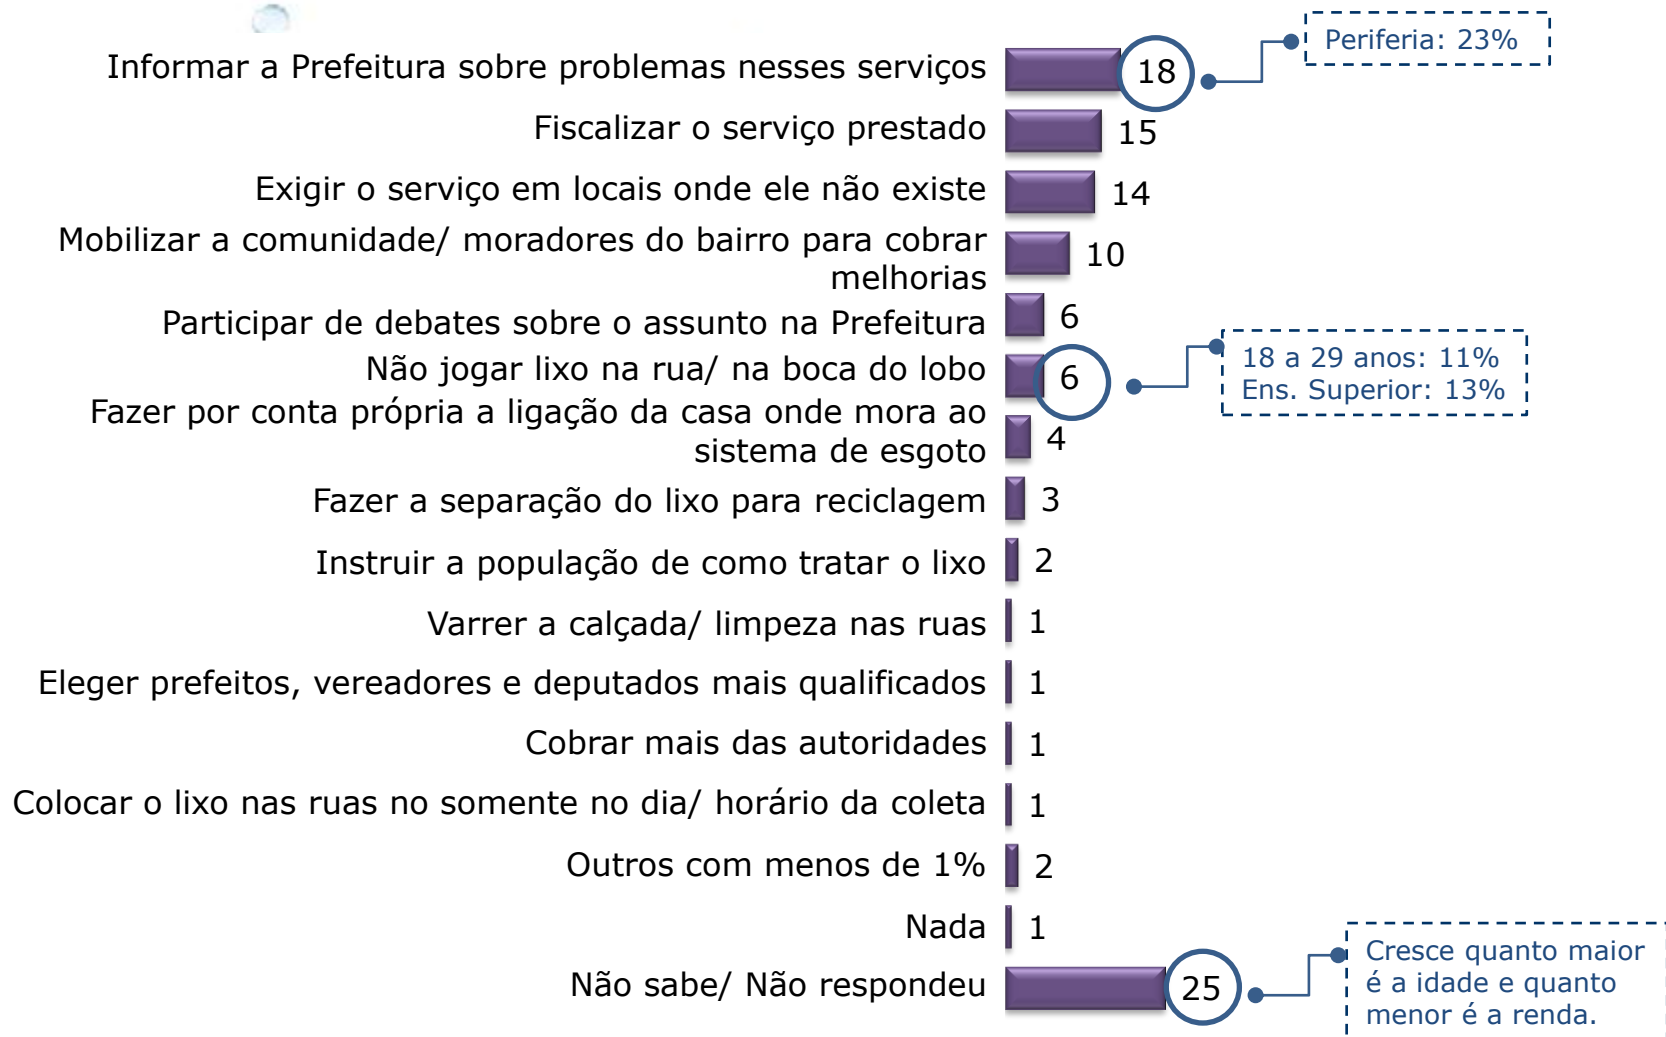 Periferia: 23%
Informar a Prefeitura sobre problemas nesses serviços 18
Fiscalizar o serviço prestado 15
Exigir o serviço em locais onde ele não existe 14
Mobilizar a comunidade/ moradores do bairro para cobrar
melhorias 10
Participar de debates sobre o assunto na Prefeitura 6
Não jogar lixo na rua/ na boca do lobo 6
18 a 29 anos: 11%
Ens. Superior: 13%
Fazer por conta própria a ligação da casa onde mora ao
sistema de esgoto 4
Fazer a separação do lixo para reciclagem 3
Instruir a população de como tratar o lixo 2
Varrer a calçada/ limpeza nas ruas 1
Eleger prefeitos, vereadores e deputados mais qualificados 1
Cobrar mais das autoridades 1
Colocar o lixo nas ruas no somente no dia/ horário da coleta 1
Outros com menos de 1% 2
Nada 1
Não sabe/ Não respondeu 25
Cresce quanto maior
é a idade e quanto
menor é a renda.